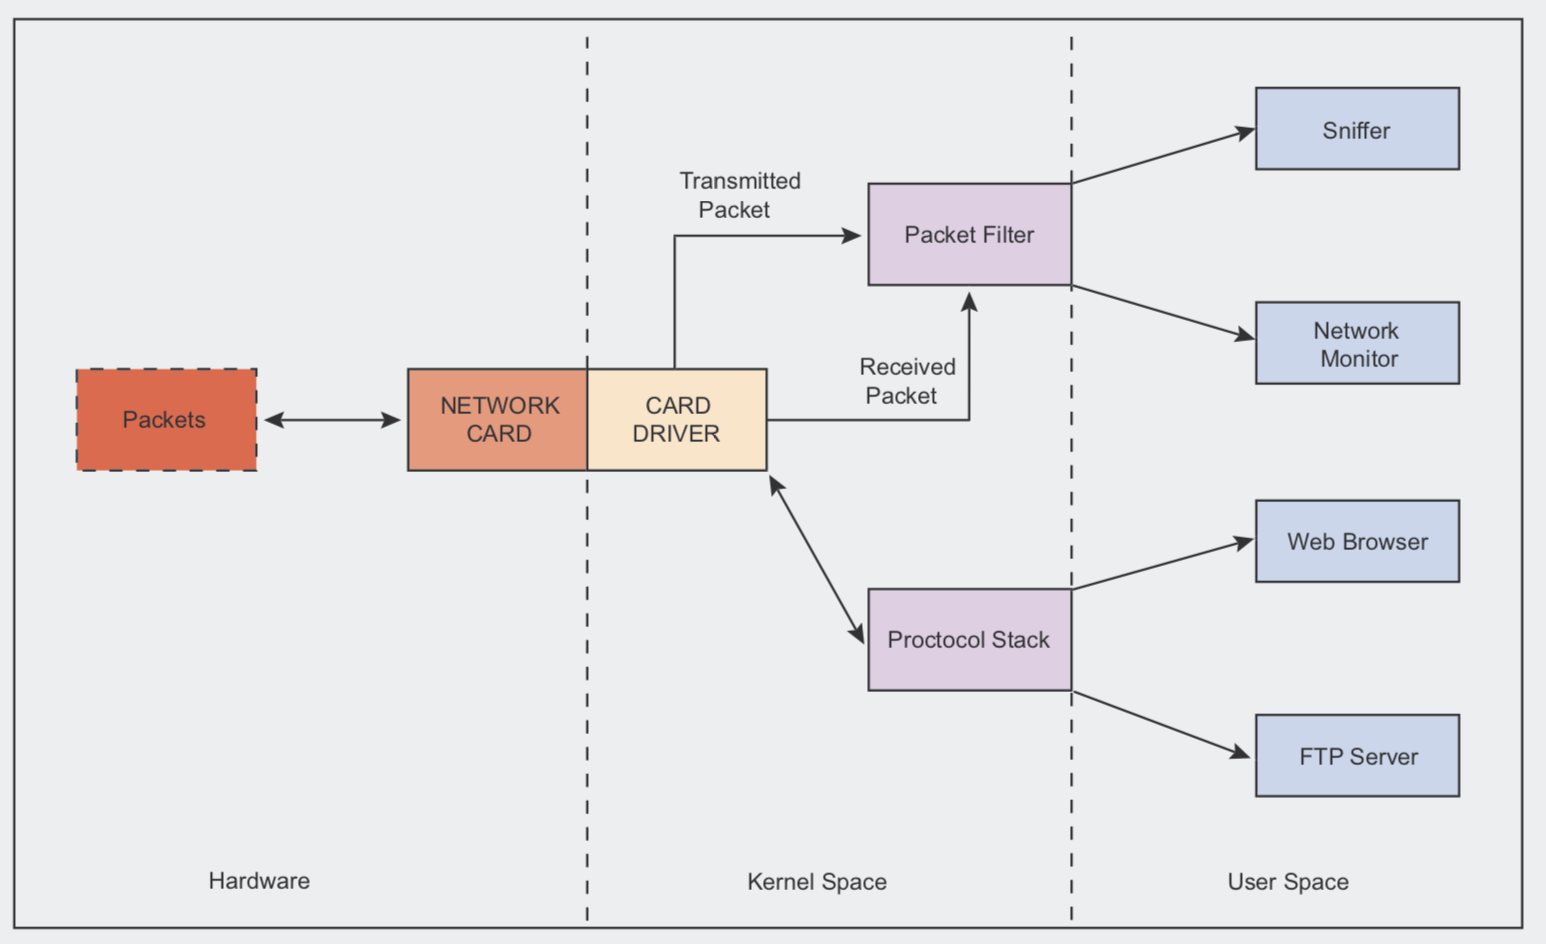 Sniffer
Transmitted
Packet
Packet Filter
Network
Monitor
Received
Packet
Packets
NETWORK
CARD
CARD
DRIVER
Web Browser
Proctocol Stack
FTP Server
Hardware
Kernel Space
User Space